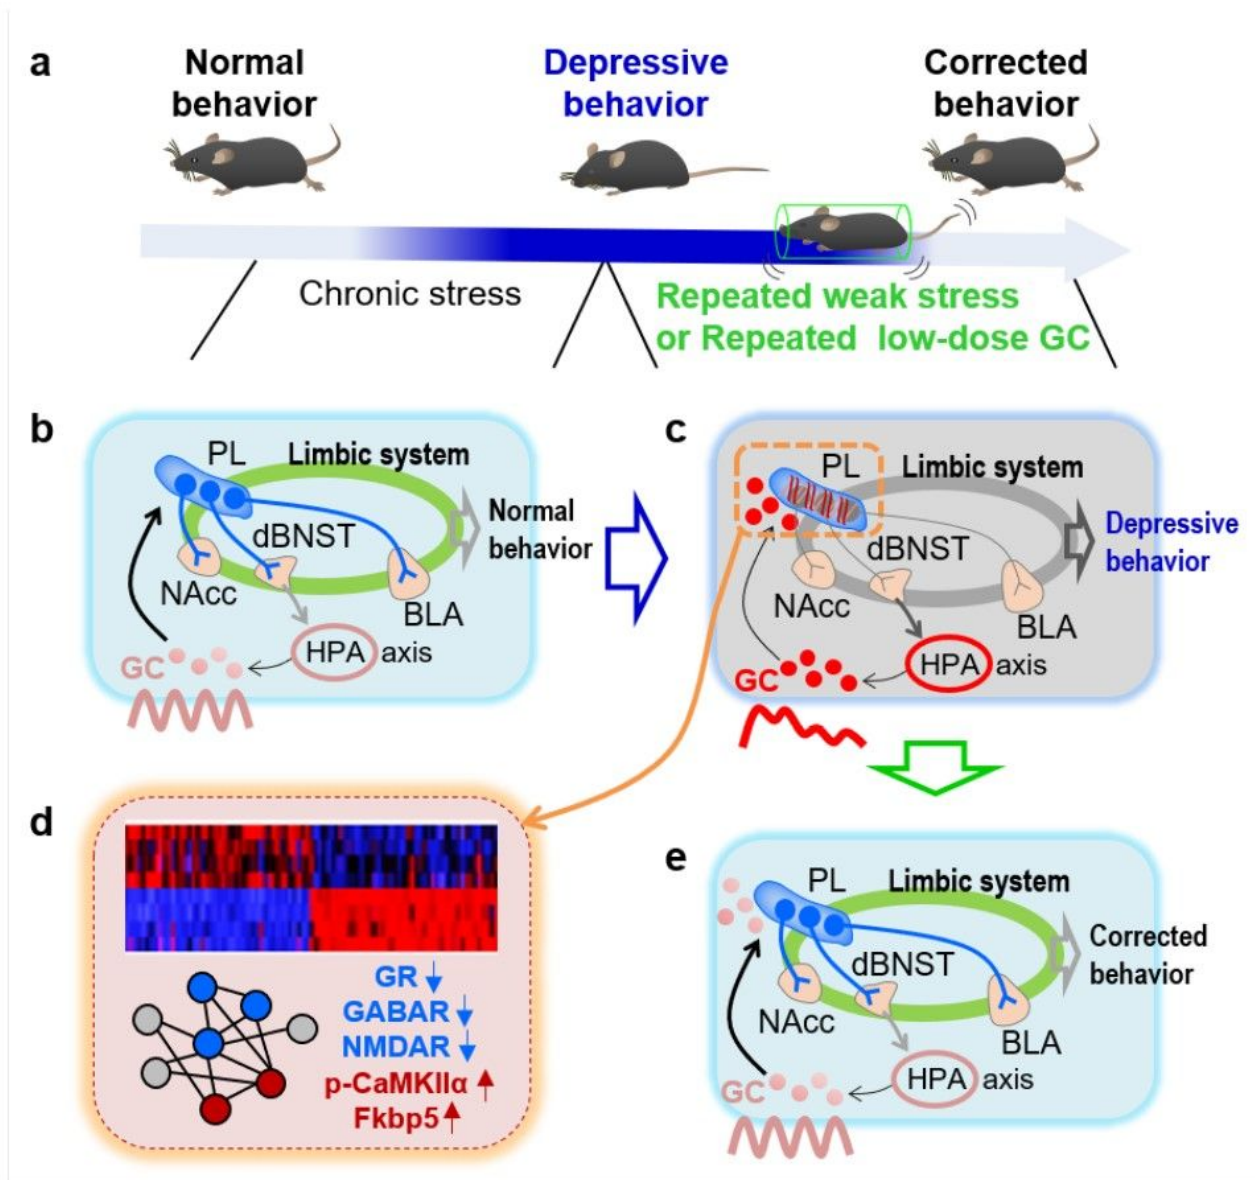 a
Normal
behavior
Depressive
behavior
Corrected
behavior
Chronic stress
Repeated weak stress
or Repeated low-dose GC
b
PL
Limbic system
dBNST
NAcc
BLA
Normal
behavior
HPA axis
GC
c
PL
Limbic system
dBNST
NAcc
BLA
Depressive
behavior
HPA axis
GC
d
GR ↓
GABAR ↓
NMDAR ↓
p-CaMKIIα ↑
Fkbp5 ↑
e
PL
Limbic system
dBNST
NAcc
BLA
Corrected
behavior
HPA axis
GC